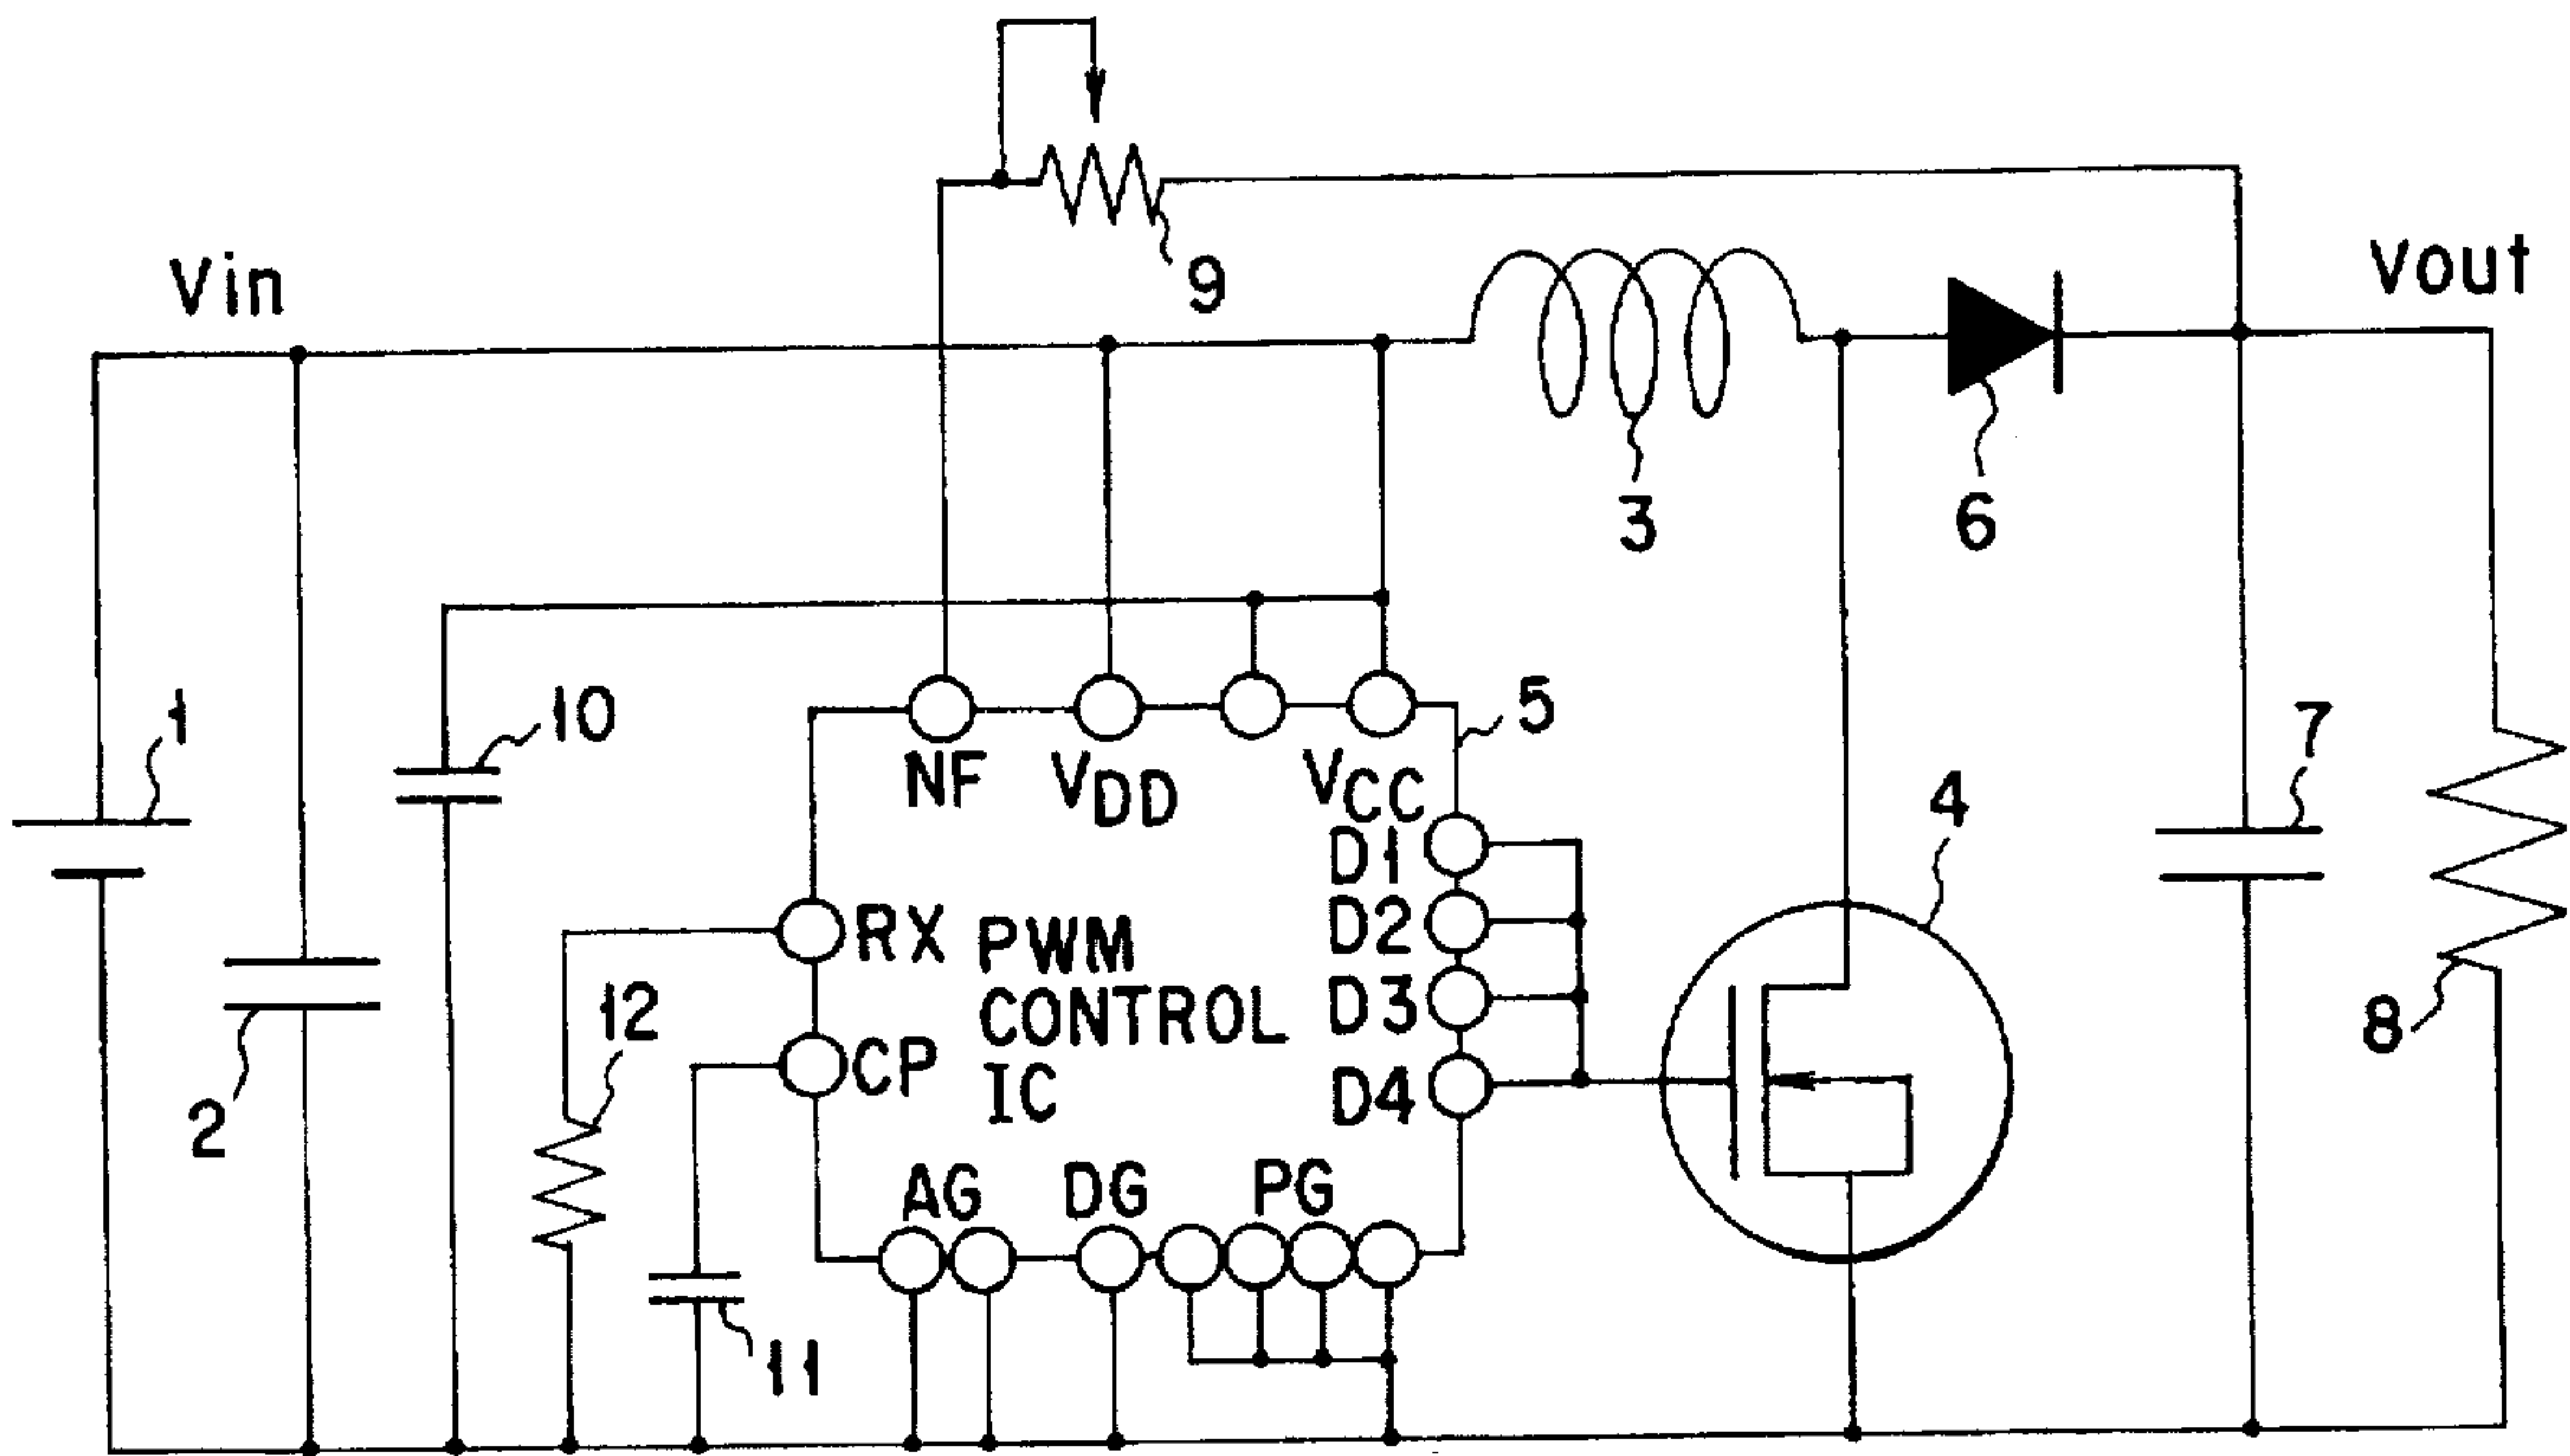 9
Vin
Vout
3
6
1
10
5
7
NF
VDD
VCC
4
D1
RX
PWM
D2
12
CONTROL
D3
8
CP
IC
D4
2
AG
DG
PG
11